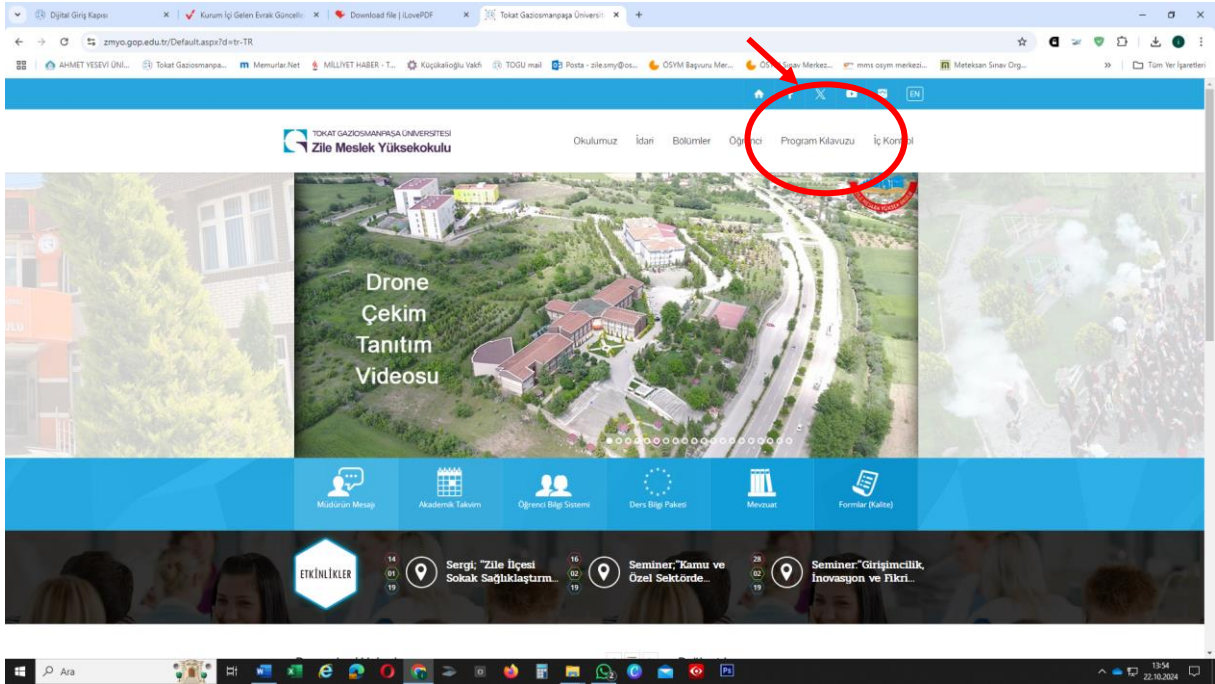 Dijital Giriş Kapısı
Kurum İçi Gelen Evrak Güncelle
Download file | iLovePDF
Tokat Gaziosmanpaşa Üniversit
zmyo.gop.edu.tr/Default.aspx?d=tr-TR
AHMET YESEVİ ÜNİ...
Tokat Gaziosmanpa...
Memurlar.Net
MİLLİYET HABER - T...
Küçükalioğlu Vakfı
TOGU mail
Posta - zile.smy@os...
ÖSYM Başvuru Mer...
ÖSYM Sınav Merkez...
mms osym merkezi...
Meteksan Sınav Org...
Tüm Yer İşaretleri
EN
TOKAT GAZİOSMANPAŞA ÜNİVERSİTESİ
Zile Meslek Yüksekokulu
Okulumuz İdari Bölümler Öğrenci Program Kılavuzu İç Kontrol
Drone
Çekim
Tanıtım
Videosu
Müdürün Mesajı
Akademik Takvim
Öğrenci Bilgi Sistemi
Ders Bilgi Paketi
Mevzuat
Formlar (Kalite)
ETKİNLİKLER
14
01
19
Sergi; "Zile İlçesi
Sokak Sağlıklaştırm...
16
02
19
Seminer;"Kamu ve
Özel Sektörde...
28
02
19
Seminer:"Girişimcilik,
İnovasyon ve Fikri...
Ara
13:54
22.10.2024